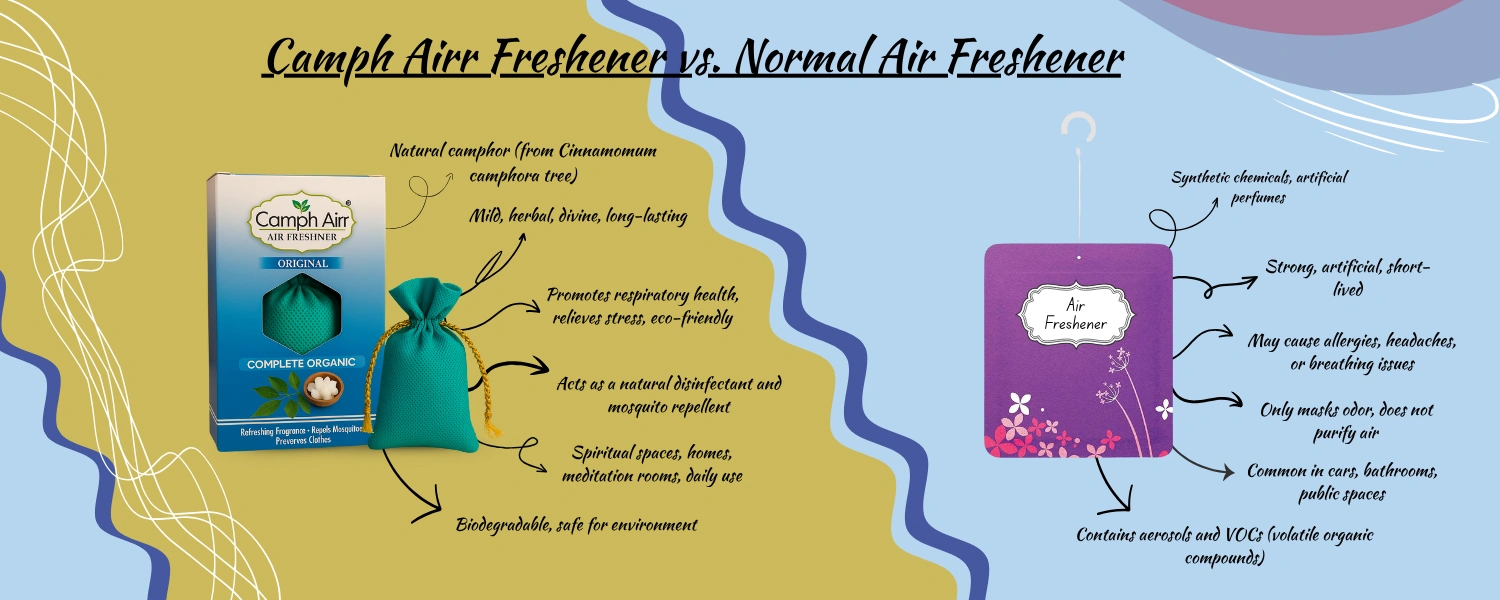 Camph Airr Freshener vs. Normal Air Freshener
Natural camphor (from Cinnamomum
camphora tree)
Mild, herbal, divine, long-lasting
Promotes respiratory health,
relieves stress, eco-friendly
Acts as a natural disinfectant and
mosquito repellent
Spiritual spaces, homes,
meditation rooms, daily use
Biodegradable, safe for environment
Camph Airr®
AIR FRESHNER
ORIGINAL
COMPLETE ORGANIC
Refreshing Fragrance • Repels Mosquitoe
Preverves Clothes
Synthetic chemicals, artificial
perfumes
Strong, artificial, short-
lived
May cause allergies, headaches,
or breathing issues
Only masks odor, does not
purify air
Common in cars, bathrooms,
public spaces
Contains aerosols and VOCs (volatile organic
compounds)
Air
Freshener